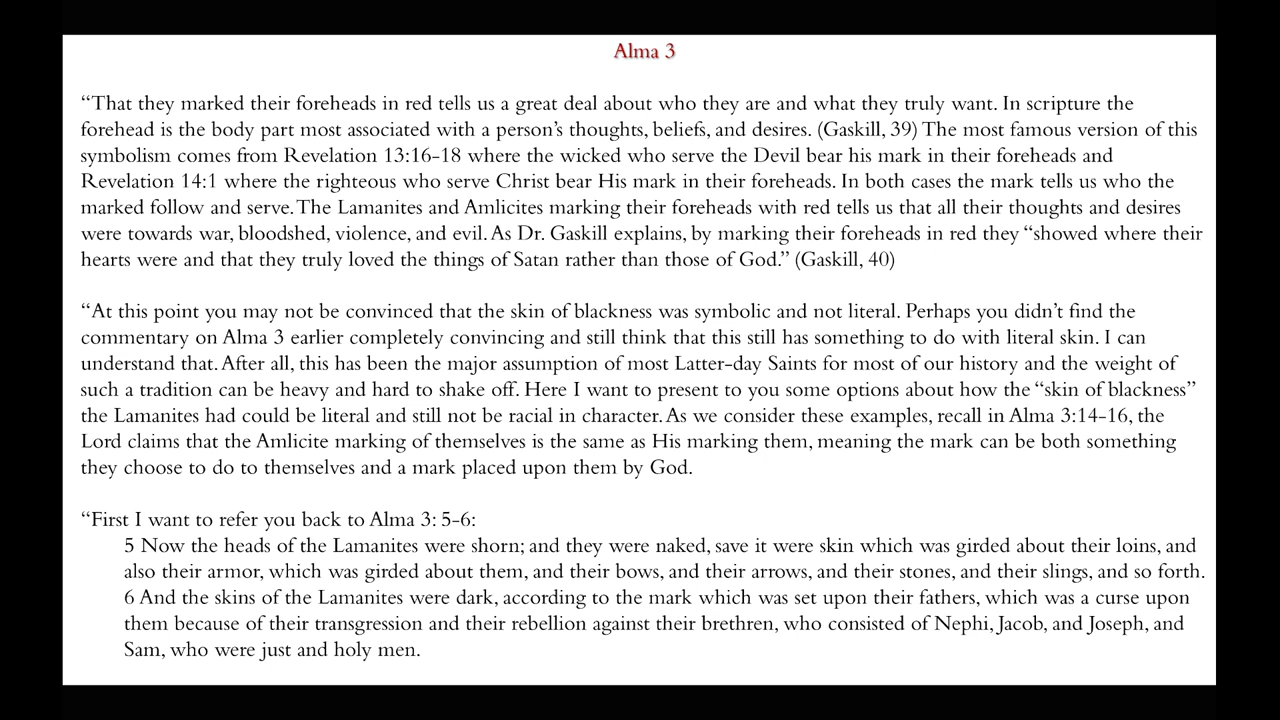 Alma 3
“That they marked their foreheads in red tells us a great deal about who they are and what they truly want. In scripture the
forehead is the body part most associated with a person’s thoughts, beliefs, and desires. (Gaskill, 39) The most famous version of this
symbolism comes from Revelation 13:16-18 where the wicked who serve the Devil bear his mark in their foreheads and
Revelation 14:1 where the righteous who serve Christ bear His mark in their foreheads. In both cases the mark tells us who the
marked follow and serve. The Lamanites and Amlicites marking their foreheads with red tells us that all their thoughts and desires
were towards war, bloodshed, violence, and evil. As Dr. Gaskill explains, by marking their foreheads in red they “showed where their
hearts were and that they truly loved the things of Satan rather than those of God.” (Gaskill, 40)
“At this point you may not be convinced that the skin of blackness was symbolic and not literal. Perhaps you didn’t find the
commentary on Alma 3 earlier completely convincing and still think that this still has something to do with literal skin. I can
understand that. After all, this has been the major assumption of most Latter-day Saints for most of our history and the weight of
such a tradition can be heavy and hard to shake off. Here I want to present to you some options about how the “skin of blackness”
the Lamanites had could be literal and still not be racial in character. As we consider these examples, recall in Alma 3:14-16, the
Lord claims that the Amlicite marking of themselves is the same as His marking them, meaning the mark can be both something
they choose to do to themselves and a mark placed upon them by God.
“First I want to refer you back to Alma 3: 5-6:
5 Now the heads of the Lamanites were shorn; and they were naked, save it were skin which was girded about their loins, and
also their armor, which was girded about them, and their bows, and their arrows, and their stones, and their slings, and so forth.
6 And the skins of the Lamanites were dark, according to the mark which was set upon their fathers, which was a curse upon
them because of their transgression and their rebellion against their brethren, who consisted of Nephi, Jacob, and Joseph, and
Sam, who were just and holy men.